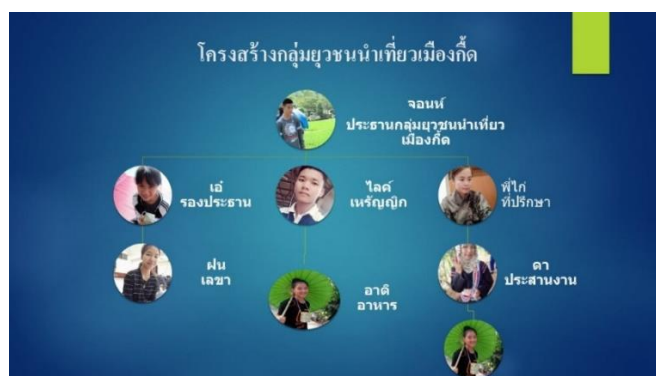 โครงสร้างกลุ่มยุวชนนำเที่ยวเมืองกื้ด
จอนห์
ประธานกลุ่มยุวชนนำเที่ยว
เมืองกื้ด
เอ๋
รองประธาน
ไลค์
เหรัญญิก
พี่ไก่
ที่ปรึกษา
ฝน
เลขา
อาติ
อาหาร
ดา
ประสานงาน